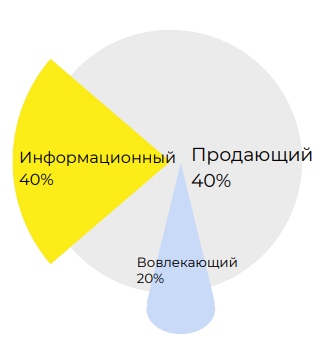 Информационный
40%
Продающий
40%
Вовлекающий
20%